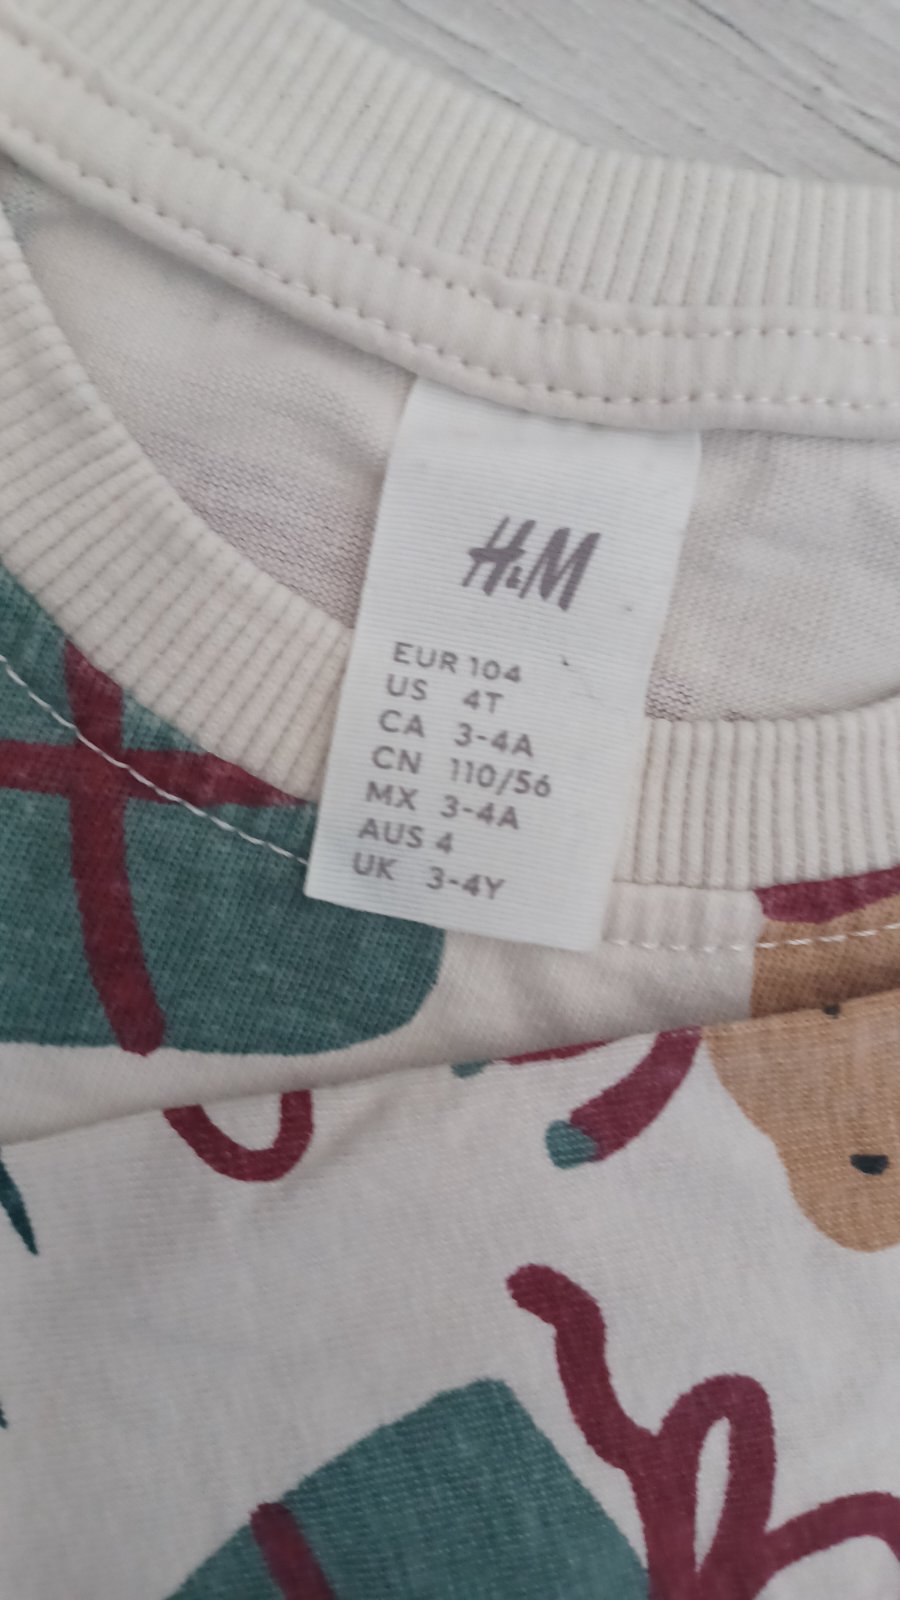 H&M
EUR 104
US 4T
CA 3-4A
CN 110/56
MX 3-4A
AUS 4
UK 3-4Y